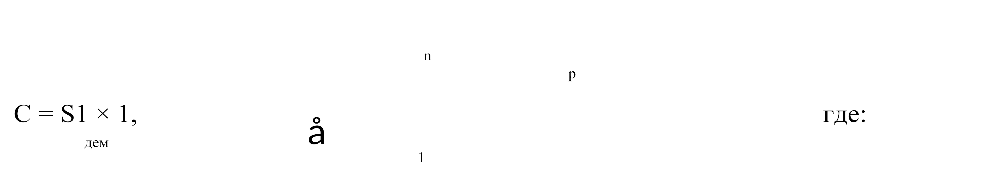 n
p
C = S1 × 1, где:
å
дем
1